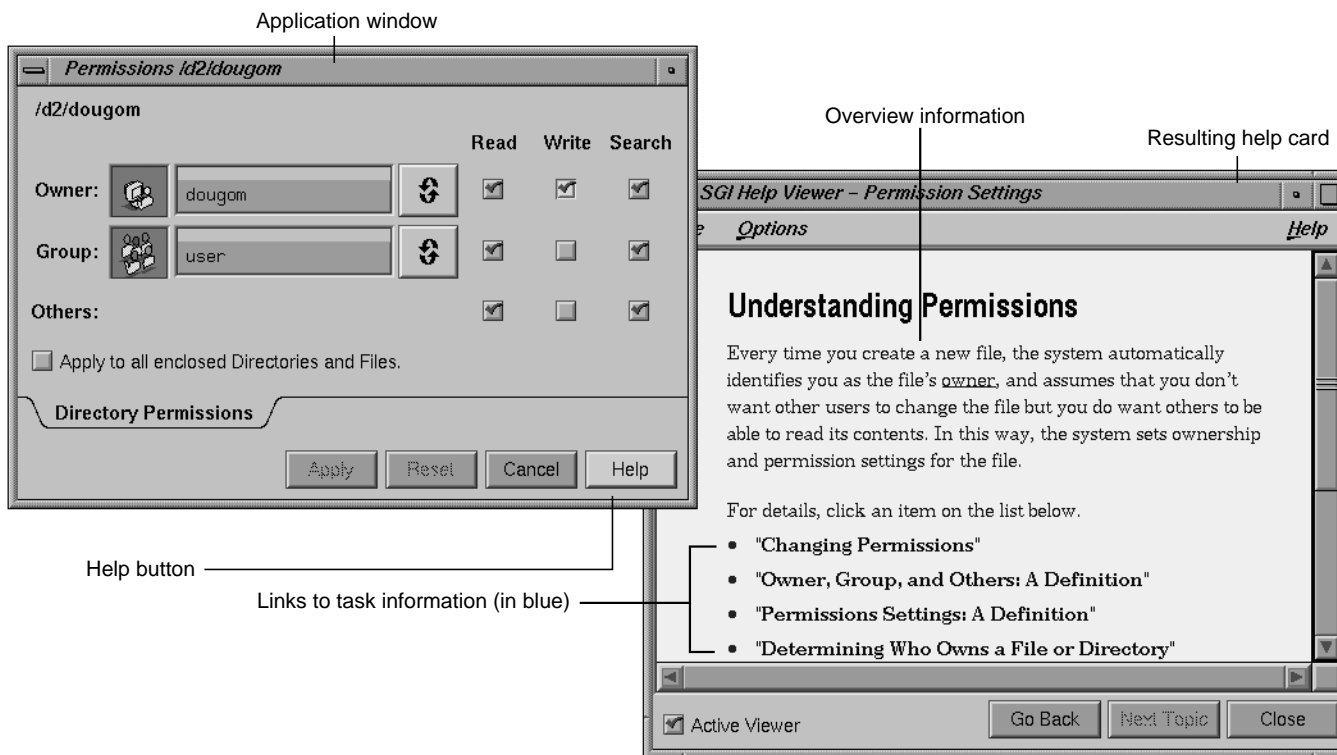 Application window
Permissions /d2/dougom
/d2/dougom
Read Write Search
Owner: dougom
Group: user
Others:
Apply to all enclosed Directories and Files.
Directory Permissions
Apply Reset Cancel Help
Help button
Links to task information (in blue)
Overview information
Resulting help card
SGI Help Viewer – Permission Settings
Options Help
Understanding Permissions
Every time you create a new file, the system automatically
identifies you as the file's owner, and assumes that you don't
want other users to change the file but you do want others to be
able to read its contents. In this way, the system sets ownership
and permission settings for the file.
For details, click an item on the list below.
• "Changing Permissions"
• "Owner, Group, and Others: A Definition"
• "Permissions Settings: A Definition"
• "Determining Who Owns a File or Directory"
Active Viewer
Go Back Next Topic Close